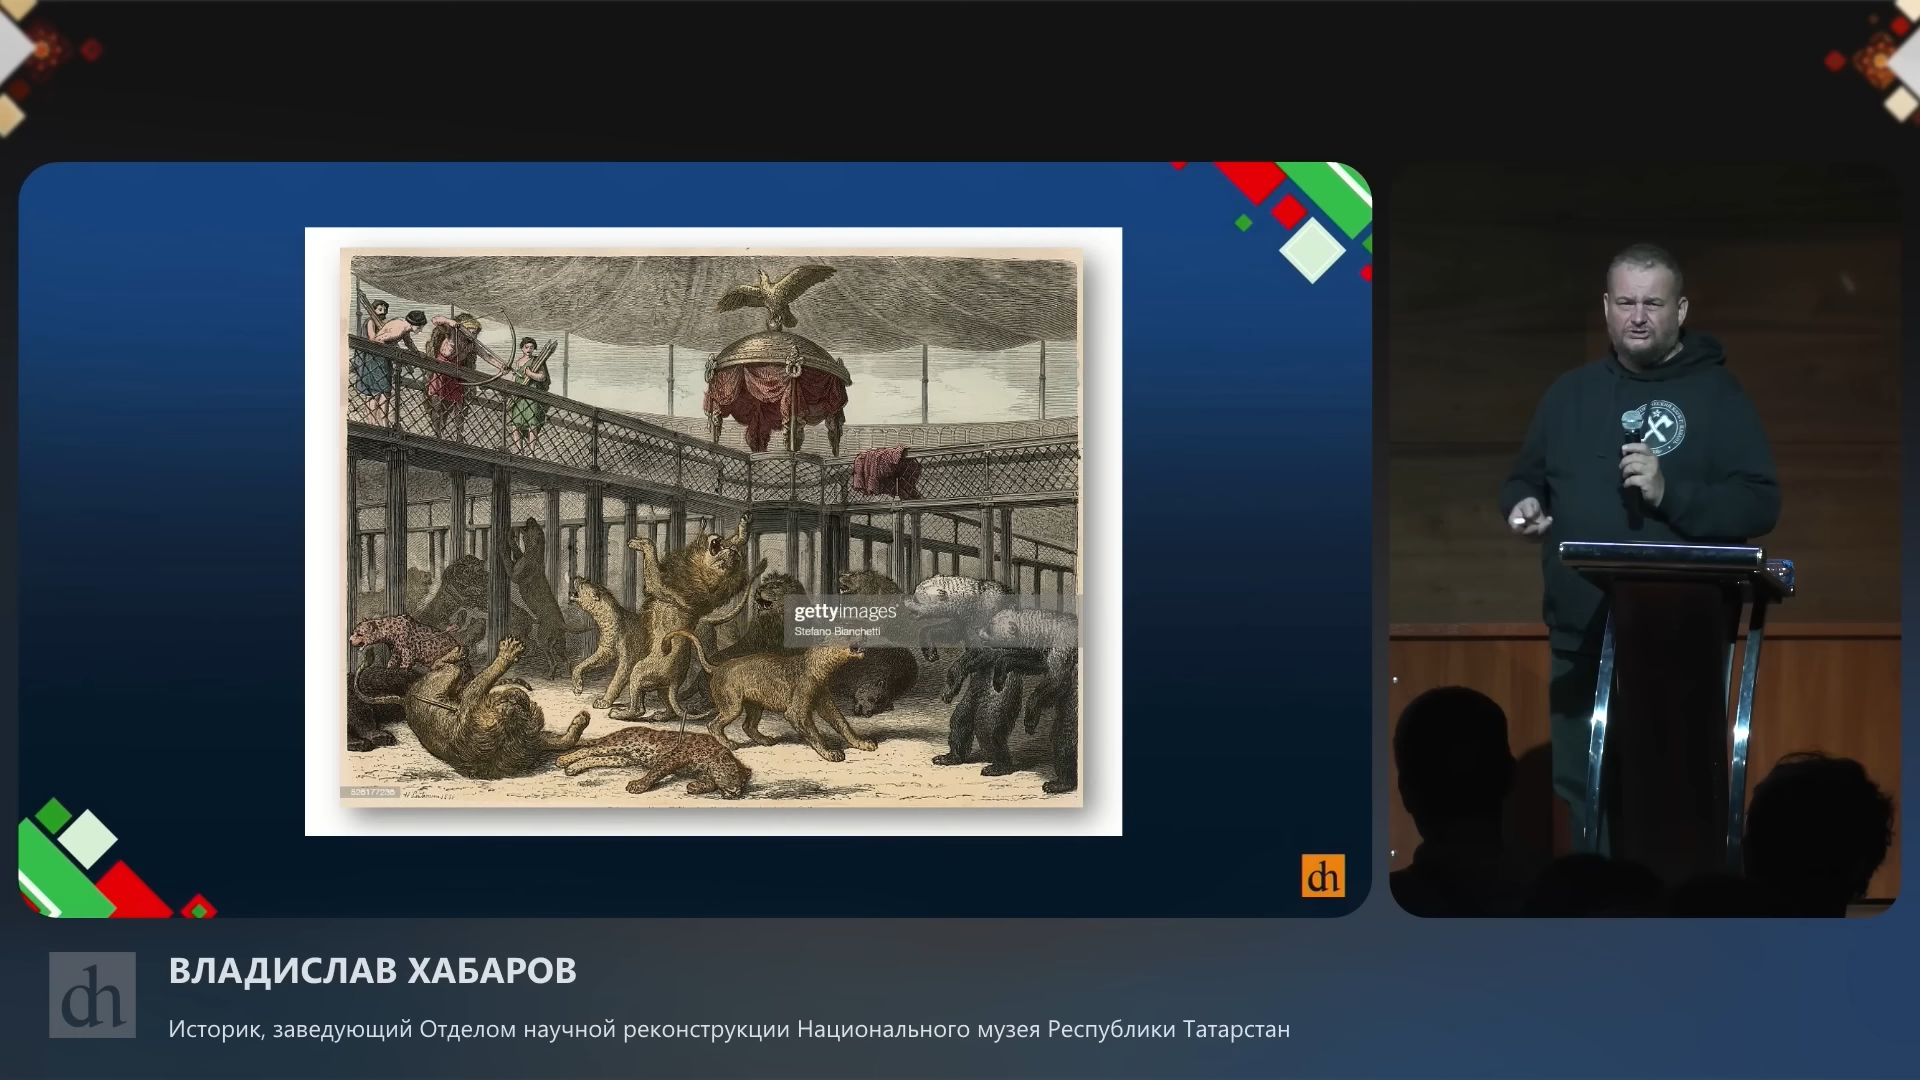 gettyimages®
Stefano Bianchetti
526177236
dh
dh
ВЛАДИСЛАВ ХАБАРОВ
Историк, заведующий Отделом научной реконструкции Национального музея Республики Татарстан